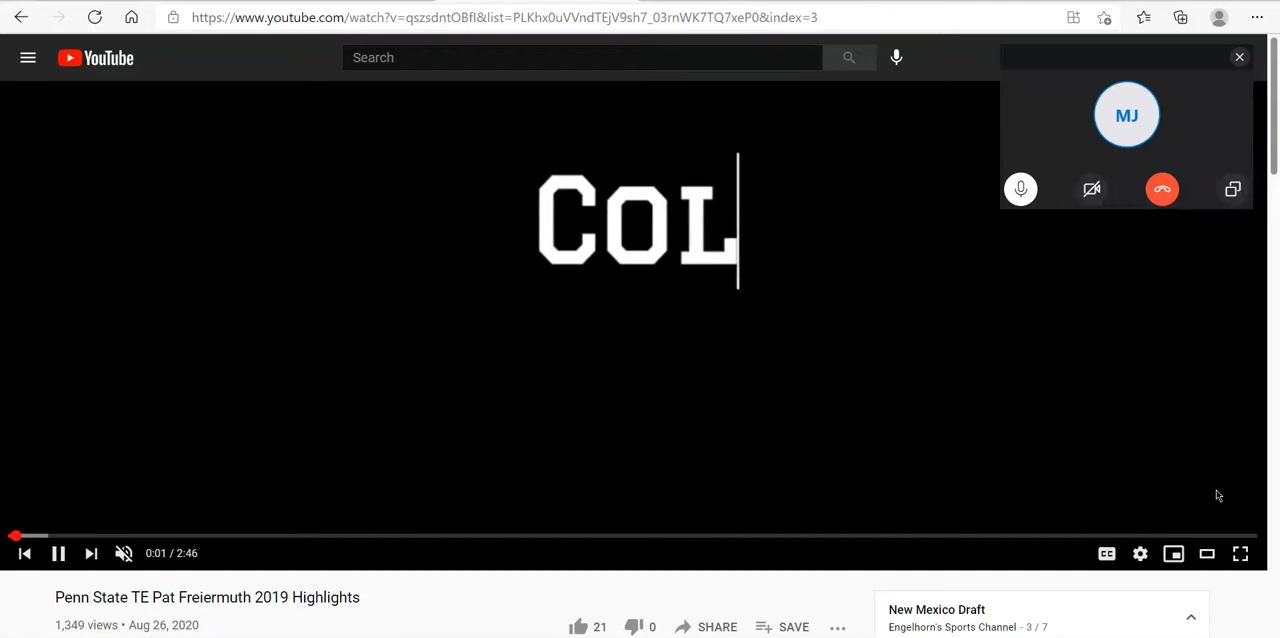 https://www.youtube.com/watch?v=qszsdntOBfI&list=PLKhx0uVVndTEjV9sh7_03rnWK7TQ7xeP0&index=3
YouTube
Search
MJ
COL
0:01 / 2:46
CC
Penn State TE Pat Freiermuth 2019 Highlights
1,349 views • Aug 26, 2020
21
0
SHARE
SAVE
New Mexico Draft
Engelhorn's Sports Channel - 3 / 7